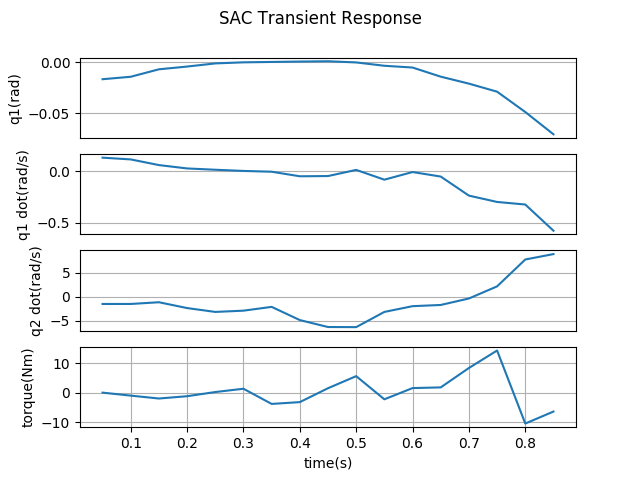 SAC Transient Response
q1(rad)
0.00
−0.05
q1 dot(rad/s)
0.0
−0.5
q2 dot(rad/s)
5
0
−5
torque(Nm)
10
0
−10
0.1 0.2 0.3 0.4 0.5 0.6 0.7 0.8
time(s)